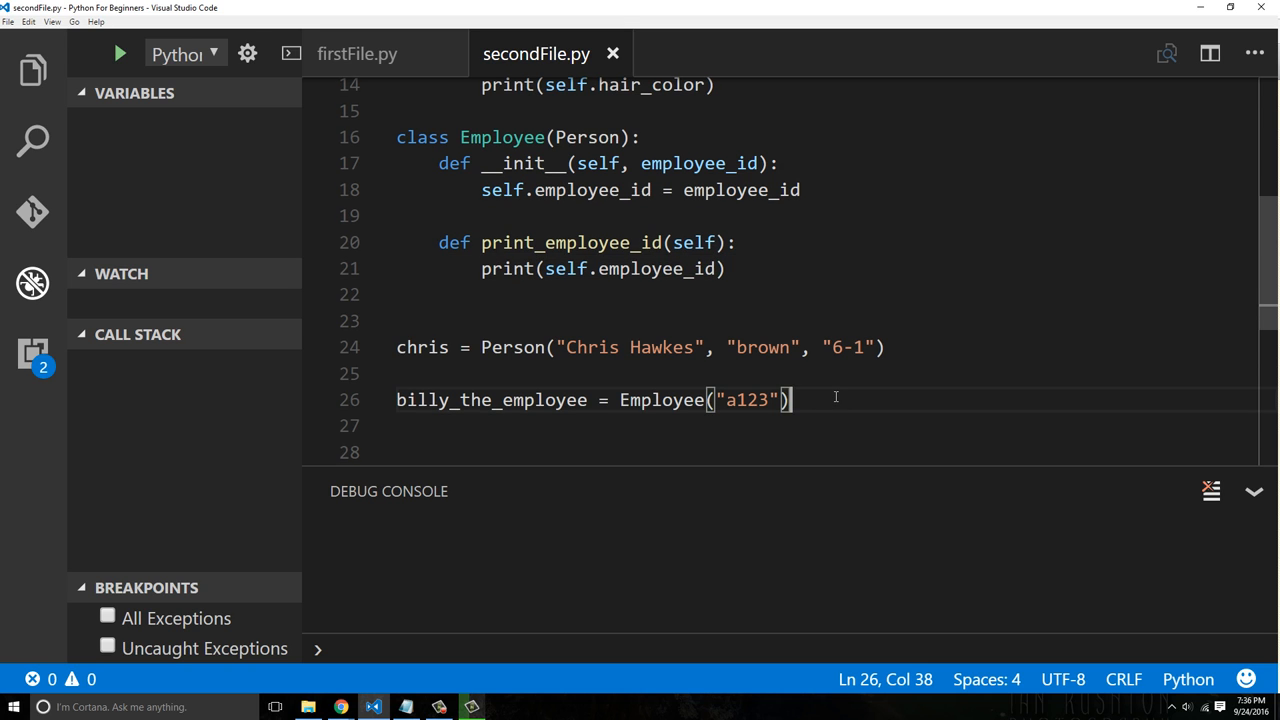 secondFile.py - Python For Beginners - Visual Studio Code
File Edit View Go Help
Pythor
firstFile.py
secondFile.py
VARIABLES
WATCH
CALL STACK
BREAKPOINTS
All Exceptions
Uncaught Exceptions
2
14 print(self.hair_color)
15
16 class Employee(Person):
17 def __init__(self, employee_id):
18 self.employee_id = employee_id
19
20 def print_employee_id(self):
21 print(self.employee_id)
22
23
24 chris = Person("Chris Hawkes", "brown", "6-1")
25
26 billy_the_employee = Employee("a123")
27
28
DEBUG CONSOLE
0 0
Ln 26, Col 38 Spaces: 4 UTF-8 CRLF Python
I'm Cortana. Ask me anything.
7:36 PM
9/24/2016